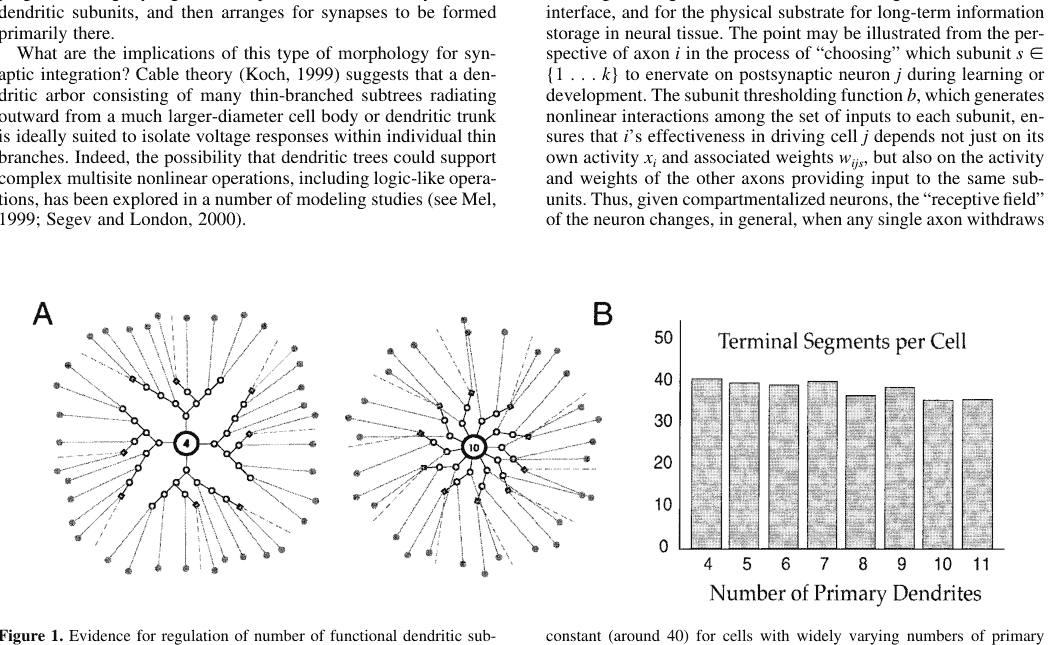 dendritic subunits, and then arranges for synapses to be formed
primarily there.
What are the implications of this type of morphology for syn-
aptic integration? Cable theory (Koch, 1999) suggests that a den-
dritic arbor consisting of many thin-branched subtrees radiating
outward from a much larger-diameter cell body or dendritic trunk
is ideally suited to isolate voltage responses within individual thin
branches. Indeed, the possibility that dendritic trees could support
complex multisite nonlinear operations, including logic-like opera-
tions, has been explored in a number of modeling studies (see Mel,
1999; Segev and London, 2000).
interface, and for the physical substrate for long-term information
storage in neural tissue. The point may be illustrated from the per-
spective of axon i in the process of “choosing” which subunit s ∈
{1 . . . k} to enervate on postsynaptic neuron j during learning or
development. The subunit thresholding function b, which generates
nonlinear interactions among the set of inputs to each subunit, en-
sures that i’s effectiveness in driving cell j depends not just on its
own activity xᵢ and associated weights wᵢⱼₛ, but also on the activity
and weights of the other axons providing input to the same sub-
units. Thus, given compartmentalized neurons, the “receptive field”
of the neuron changes, in general, when any single axon withdraws
A
4
10
B
Terminal Segments per Cell
50
40
30
20
10
0
4 5 6 7 8 9 10 11
Number of Primary Dendrites
Figure 1. Evidence for regulation of number of functional dendritic sub-
constant (around 40) for cells with widely varying numbers of primary